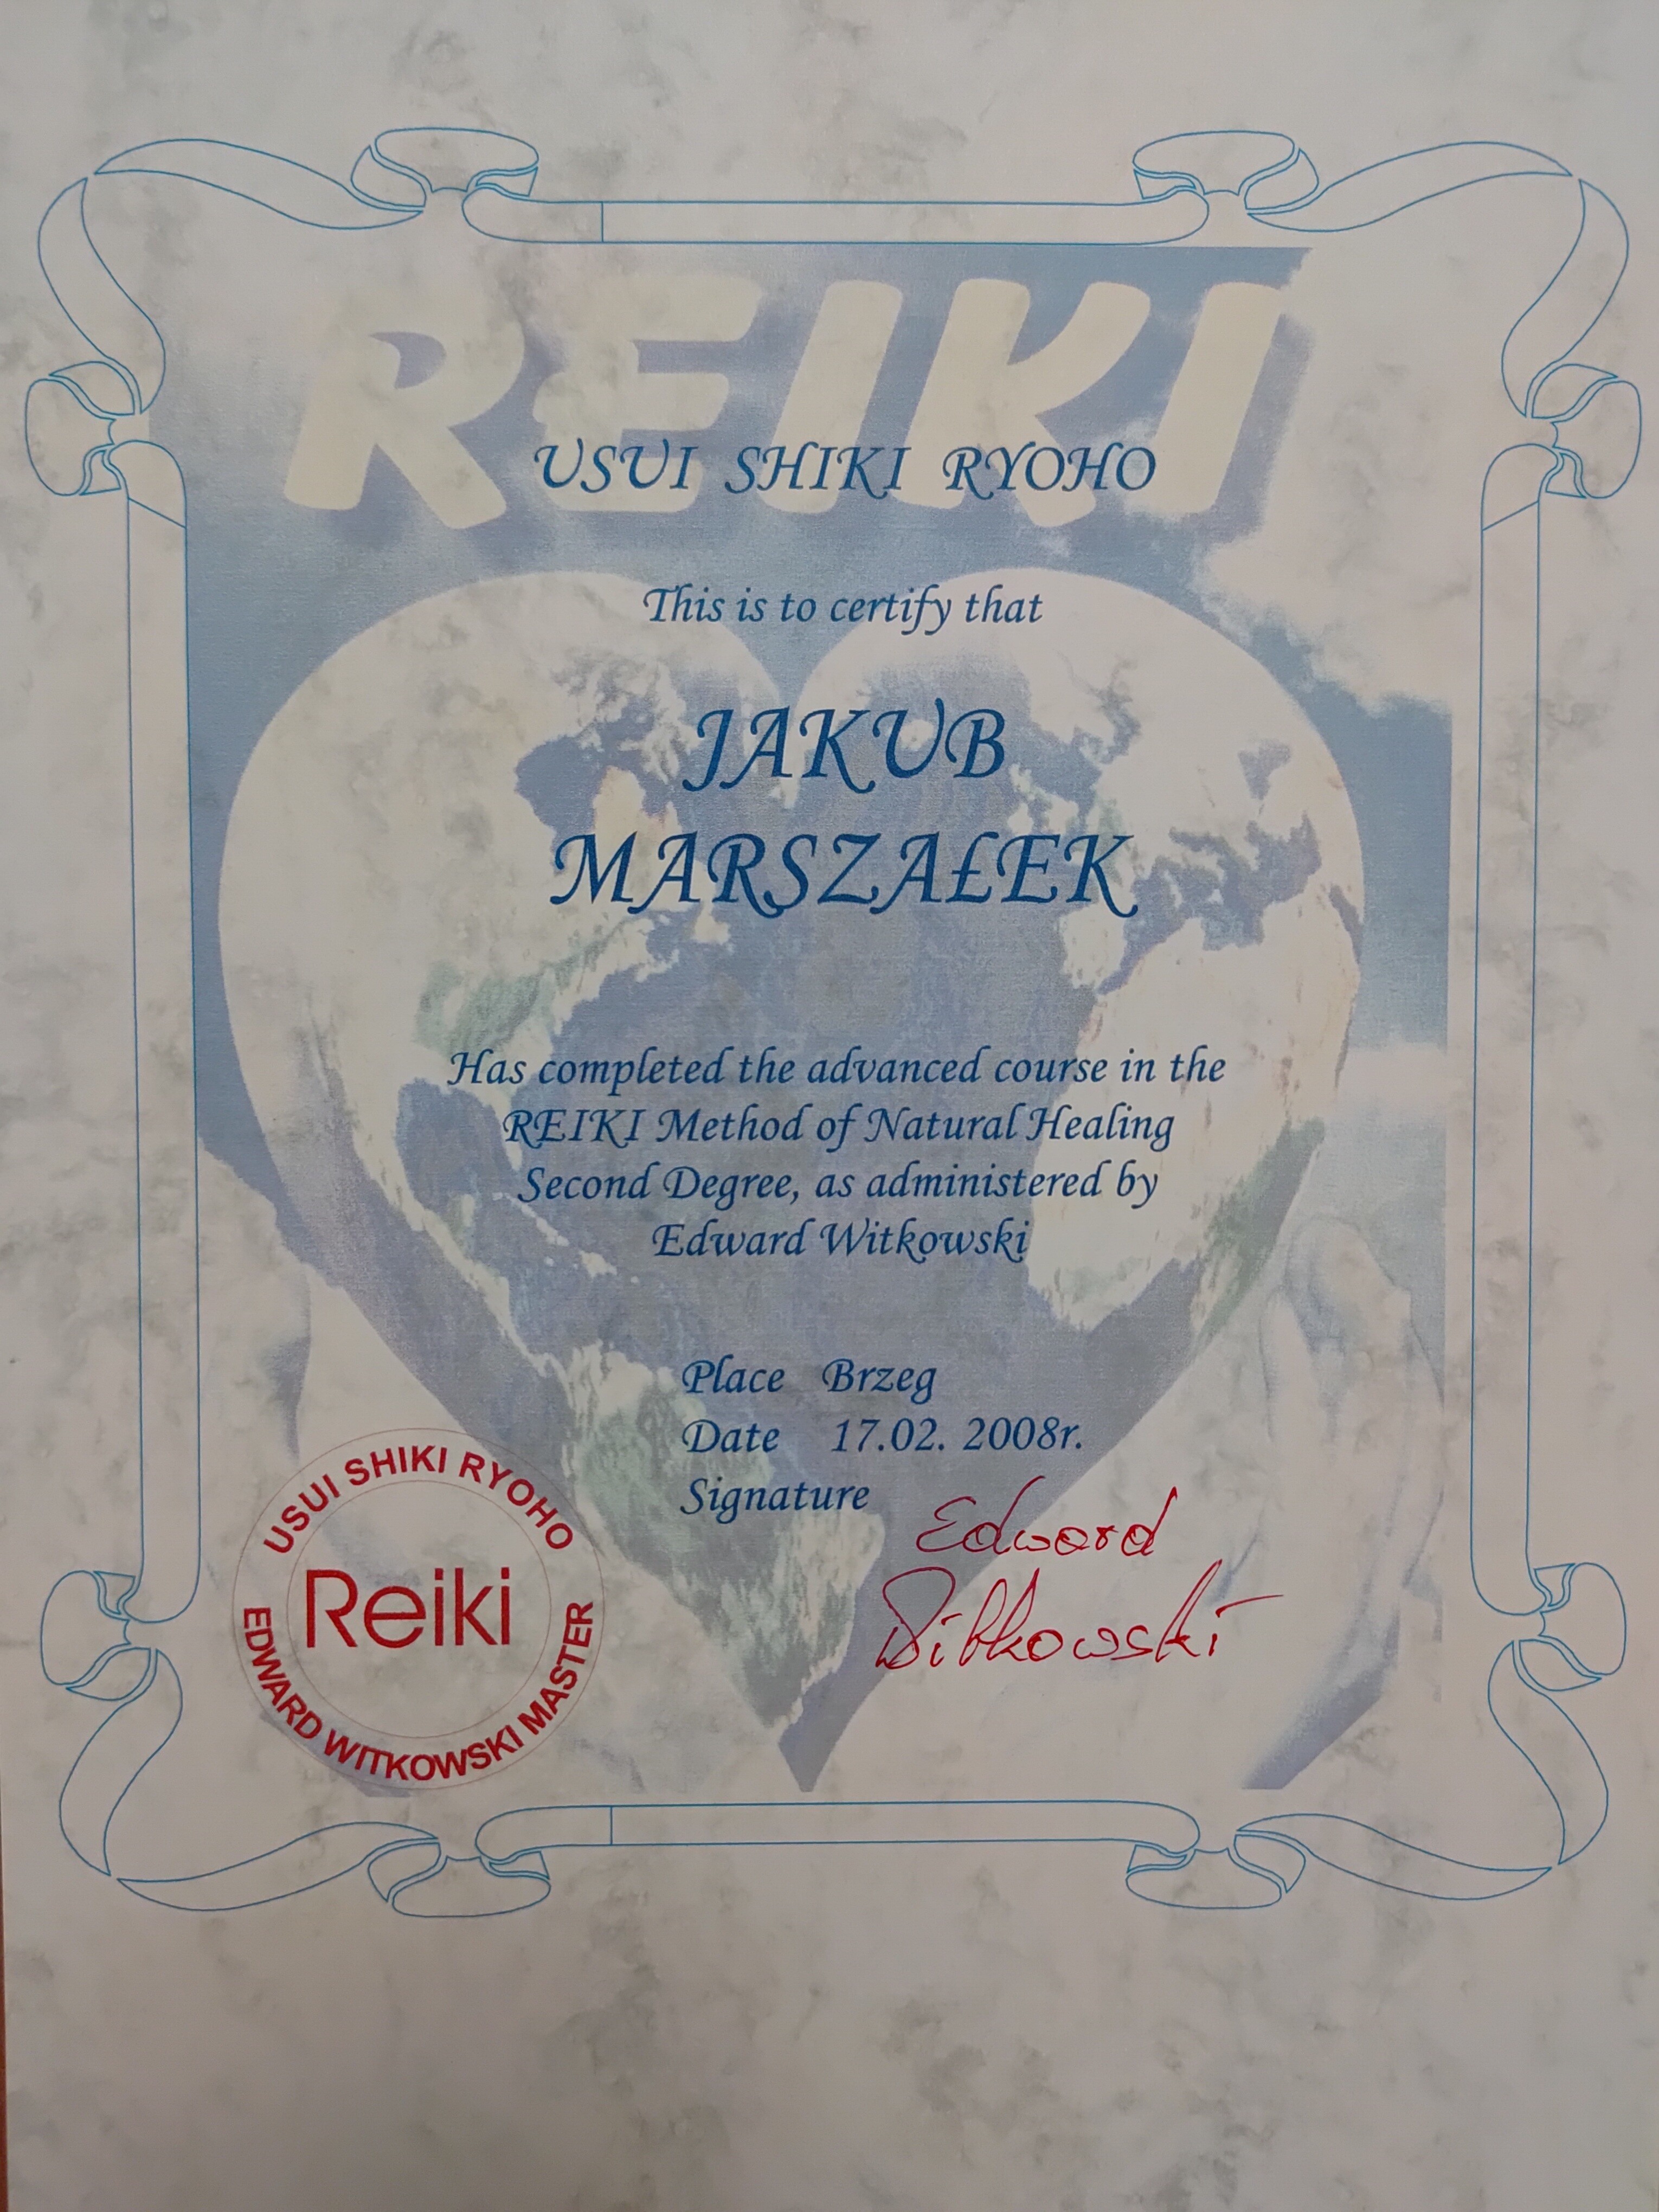 REIKI
USUI SHIKI RYOHO
This is to certify that
JAKUB
MARSZAŁEK
Has completed the advanced course in the
REIKI Method of Natural Healing
Second Degree, as administered by
Edward Witkowski
Place Brzeg
Date 17.02. 2008r.
Signature
Edward
Witkowski
USUI SHIKI RYOHO
Reiki
EDWARD WITKOWSKI MASTER